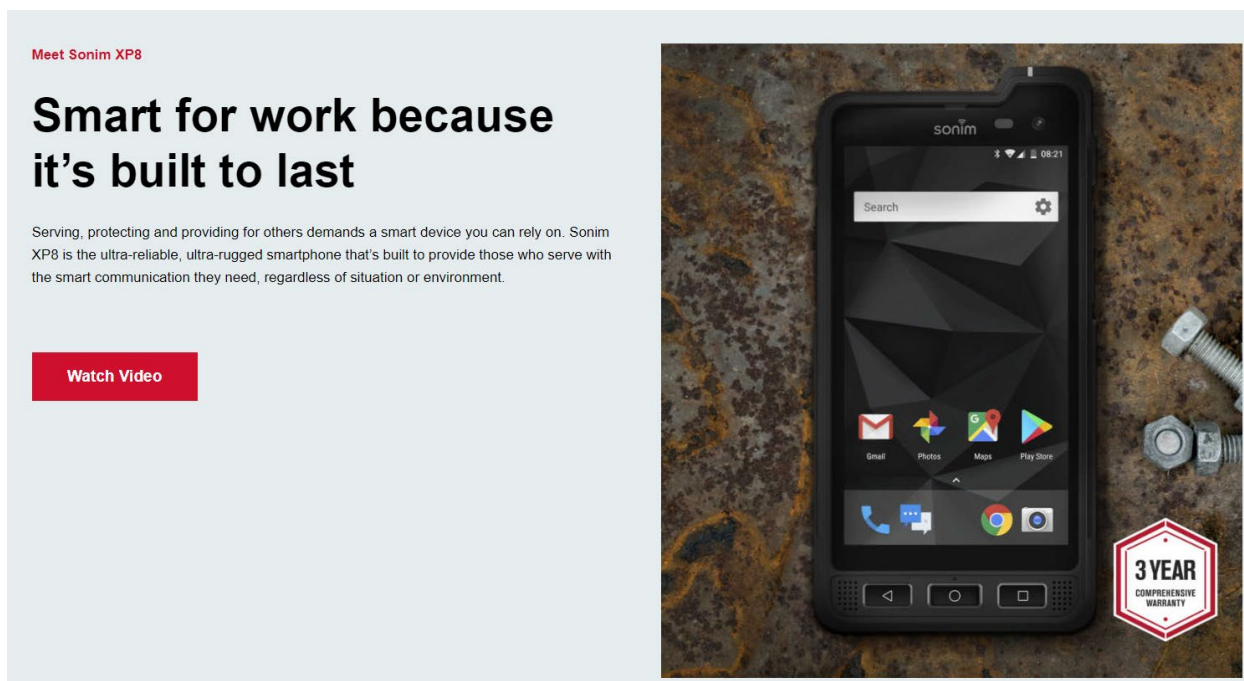 Meet Sonim XP8
Smart for work because
it's built to last
Serving, protecting and providing for others demands a smart device you can rely on. Sonim
XP8 is the ultra-reliable, ultra-rugged smartphone that's built to provide those who serve with
the smart communication they need, regardless of situation or environment.
Watch Video
sonim
08:21
Search
Gmail Photos Maps Play Store
3 YEAR
COMPREHENSIVE
WARRANTY